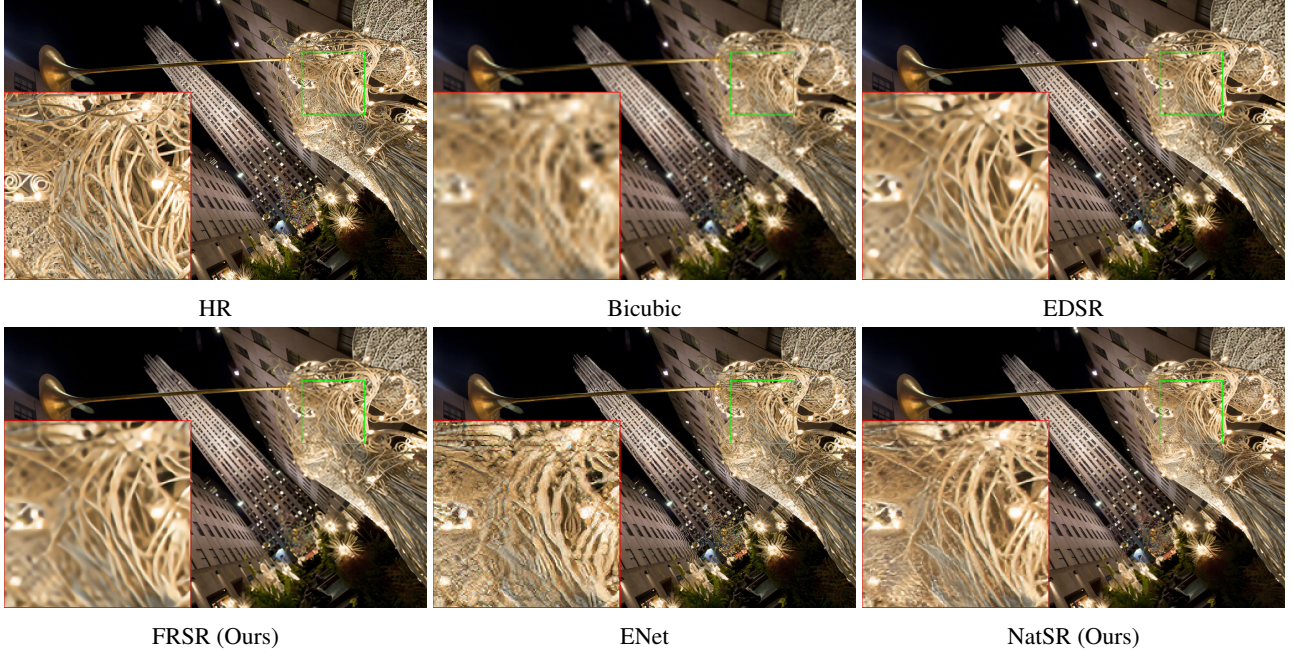 HR
Bicubic
EDSR
FRSR (Ours)
ENet
NatSR (Ours)